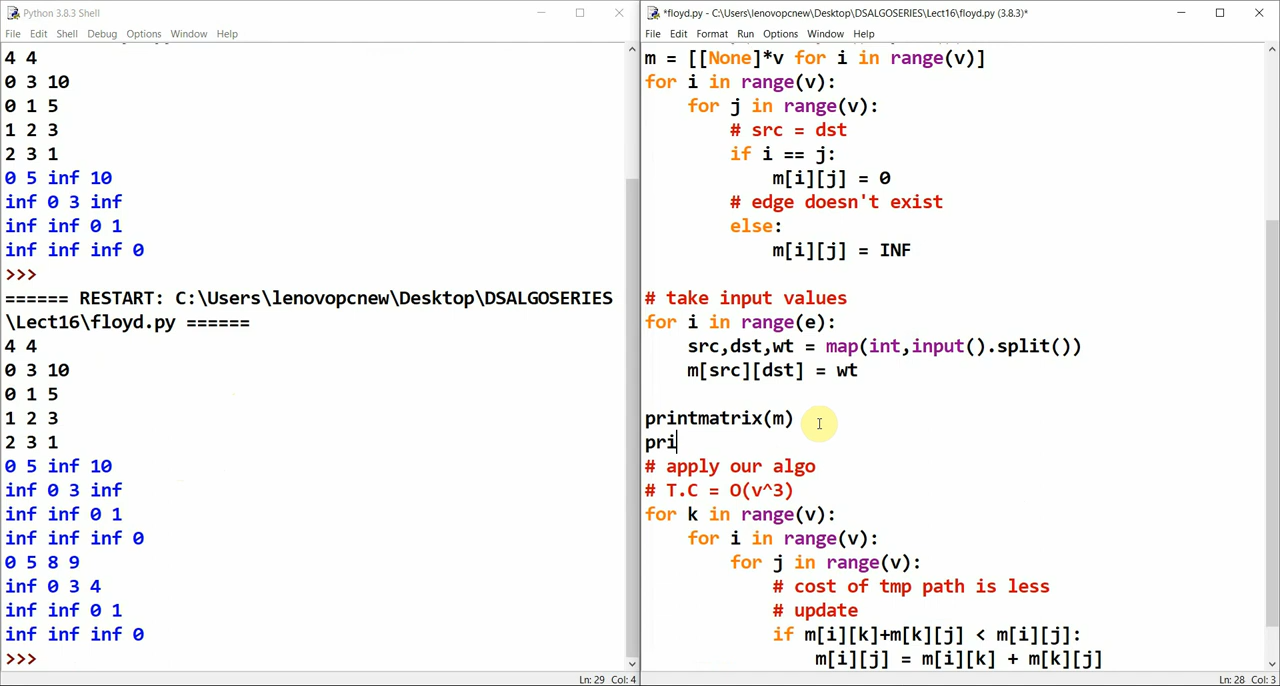 Python 3.8.3 Shell
File Edit Shell Debug Options Window Help
4 4
0 3 10
0 1 5
1 2 3
2 3 1
0 5 inf 10
inf 0 3 inf
inf inf 0 1
inf inf inf 0
>>>
====== RESTART: C:\Users\lenovopcnew\Desktop\DSALGOSERIES
\Lect16\floyd.py ======
4 4
0 3 10
0 1 5
1 2 3
2 3 1
0 5 inf 10
inf 0 3 inf
inf inf 0 1
inf inf inf 0
0 5 8 9
inf 0 3 4
inf inf 0 1
inf inf inf 0
>>>
Ln: 29 Col: 4
*floyd.py - C:\Users\lenovopcnew\Desktop\DSALGOSERIES\Lect16\floyd.py (3.8.3)*
File Edit Format Run Options Window Help
m = [[None]*v for i in range(v)]
for i in range(v):
    for j in range(v):
        # src = dst
        if i == j:
            m[i][j] = 0
        # edge doesn't exist
        else:
            m[i][j] = INF
# take input values
for i in range(e):
    src,dst,wt = map(int,input().split())
    m[src][dst] = wt
printmatrix(m)
pri
# apply our algo
# T.C = O(v^3)
for k in range(v):
    for i in range(v):
        for j in range(v):
            # cost of tmp path is less
            # update
            if m[i][k]+m[k][j] < m[i][j]:
                m[i][j] = m[i][k] + m[k][j]
Ln: 28 Col: 3